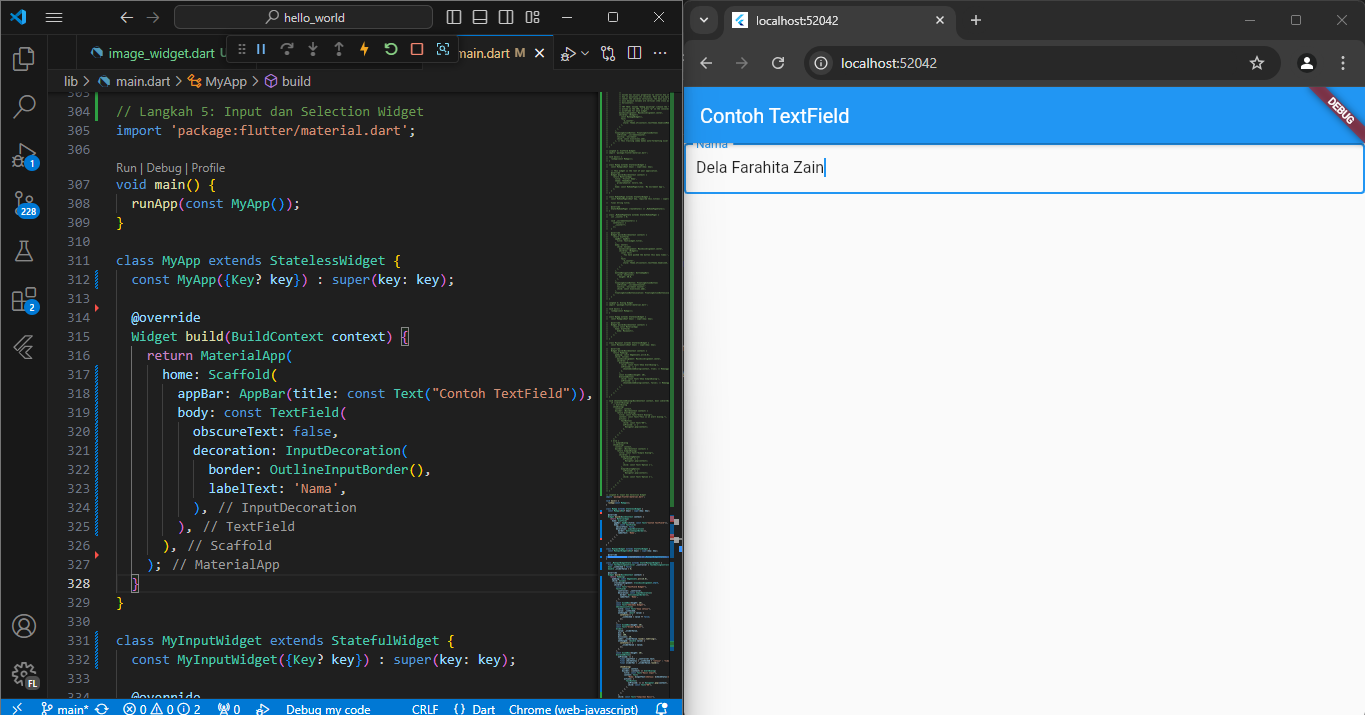 hello_world
image_widget.dart U
main.dart M
lib > main.dart > MyApp > build
303
304 // Langkah 5: Input dan Selection Widget
305 import 'package:flutter/material.dart';
306
Run | Debug | Profile
307 void main() {
308 runApp(const MyApp());
309 }
310
311 class MyApp extends StatelessWidget {
312 const MyApp({Key? key}) : super(key: key);
313
314 @override
315 Widget build(BuildContext context) {
316 return MaterialApp(
317 home: Scaffold(
318 appBar: AppBar(title: const Text("Contoh TextField")),
319 body: const TextField(
320 obscureText: false,
321 decoration: InputDecoration(
322 border: OutlineInputBorder(),
323 labelText: 'Nama',
324 ), // InputDecoration
325 ), // TextField
326 ), // Scaffold
327 ); // MaterialApp
328 }
329 }
330
331 class MyInputWidget extends StatefulWidget {
332 const MyInputWidget({Key? key}) : super(key: key);
333
334 @override
1
228
2
FL
main* 0 0 2 0 Debug my code CRLF {} Dart Chrome (web-javascript)
localhost:52042
localhost:52042
Contoh TextField
DEBUG
Nama
Dela Farahita Zain